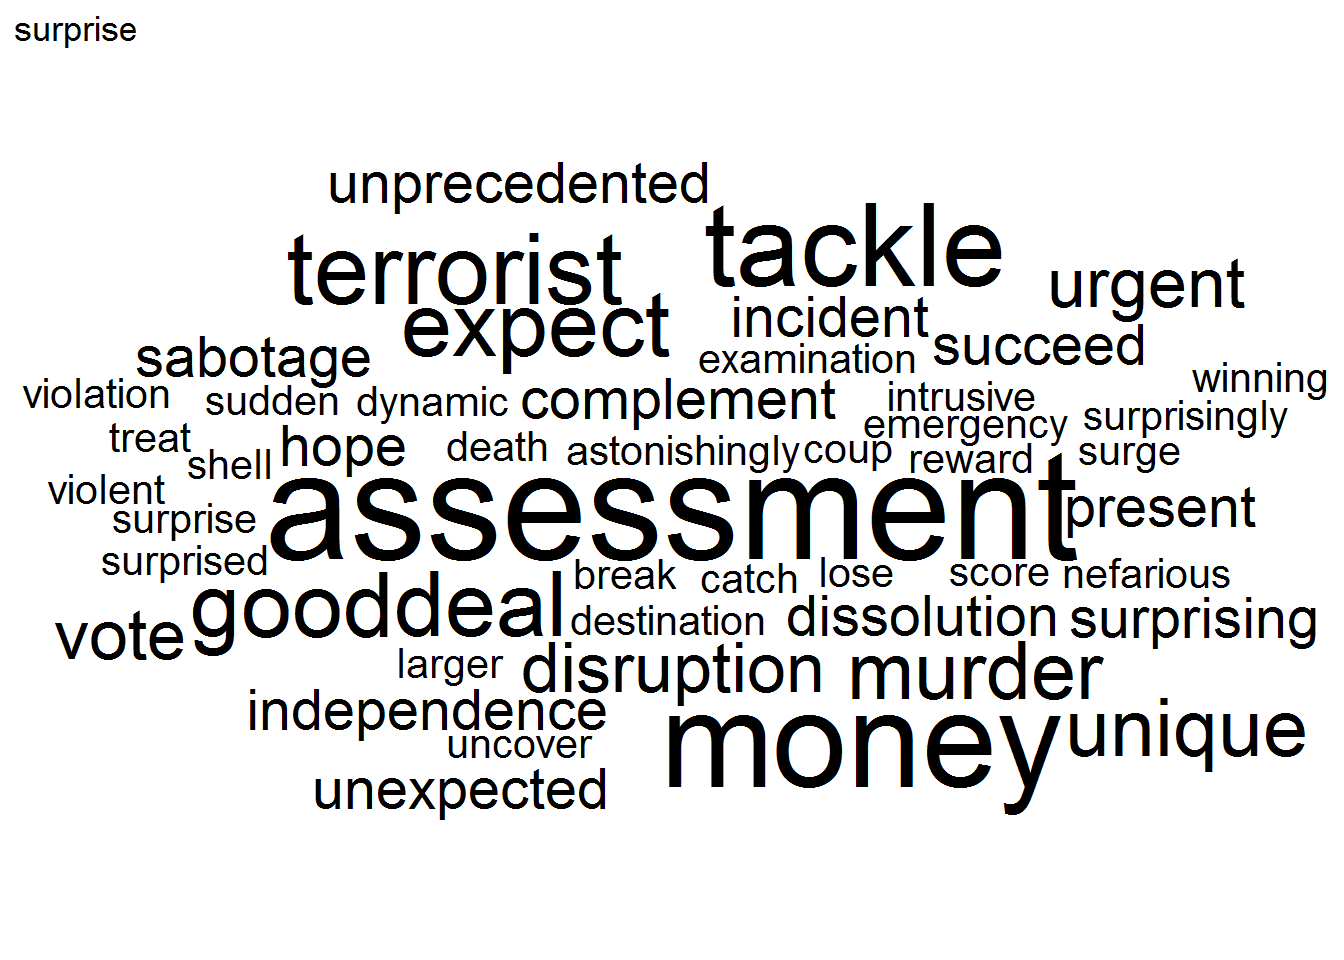 surprise
unprecedented
tackle
terrorist
urgent
expect
incident
succeed
sabotage
examination
winning
violation
sudden
dynamic
complement
intrusive
emergency
surprisingly
treat
hope
death
astonishingly
coup
reward
surge
shell
violent
assessment
present
surprise
surprised
break
catch
lose
score
nefarious
gooddeal
destination
dissolution
surprising
vote
larger
disruption
murder
independence
money
unique
uncover
unexpected